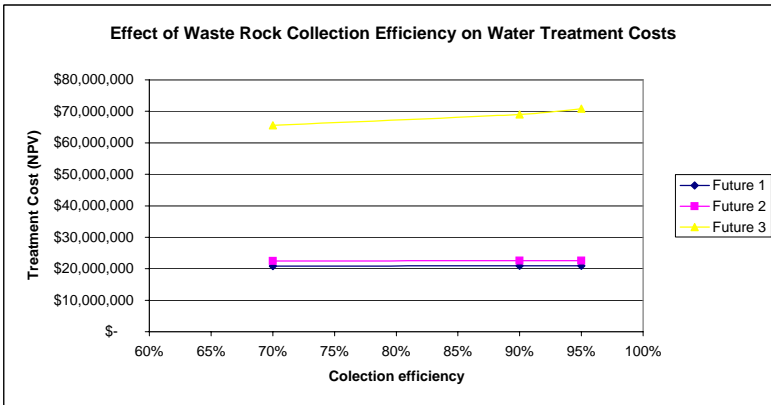 Effect of Waste Rock Collection Efficiency on Water Treatment Costs
$80,000,000
$70,000,000
$60,000,000
$50,000,000
$40,000,000
$30,000,000
$20,000,000
$10,000,000
$-
Treatment Cost (NPV)
60% 65% 70% 75% 80% 85% 90% 95% 100%
Colection efficiency
Future 1
Future 2
Future 3